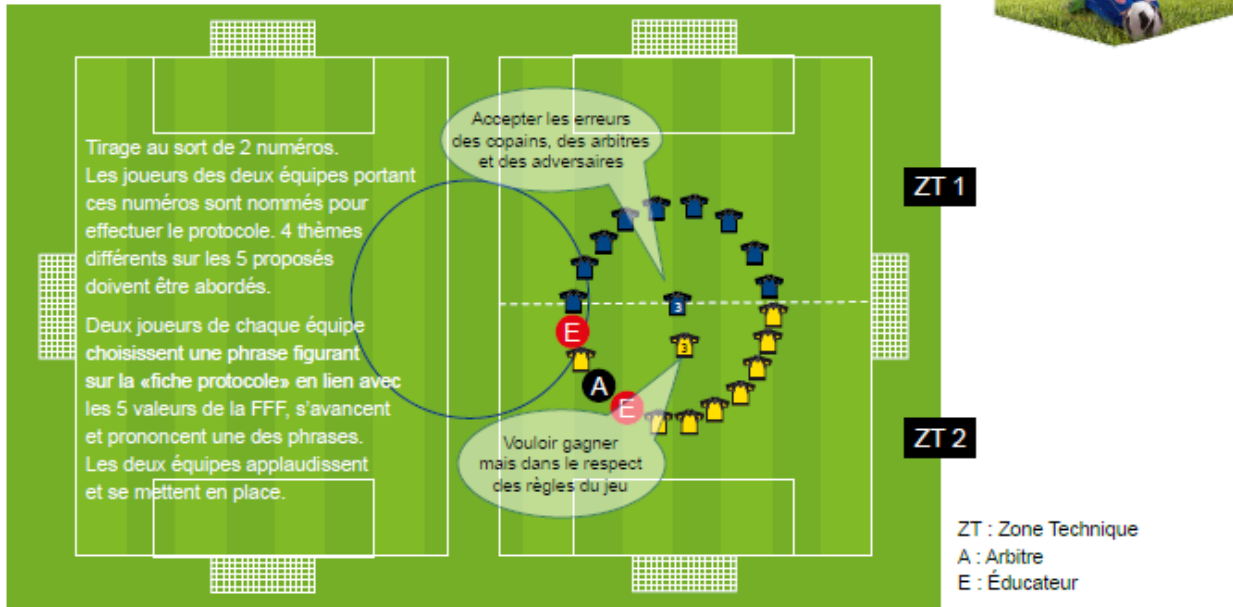 Tirage au sort de 2 numéros.
Les joueurs des deux équipes portant
ces numéros sont nommés pour
effectuer le protocole. 4 thèmes
différents sur les 5 proposés
doivent être abordés.
Deux joueurs de chaque équipe
choisissent une phrase figurant
sur la «fiche protocole» en lien avec
les 5 valeurs de la FFF, s'avancent
et prononcent une des phrases.
Les deux équipes applaudissent
et se mettent en place.
Accepter les erreurs
des copains, des arbitres
et des adversaires
3
3
E
A
E
Vouloir gagner
mais dans le respect
des règles du jeu
ZT 1
ZT 2
ZT : Zone Technique
A : Arbitre
E : Éducateur